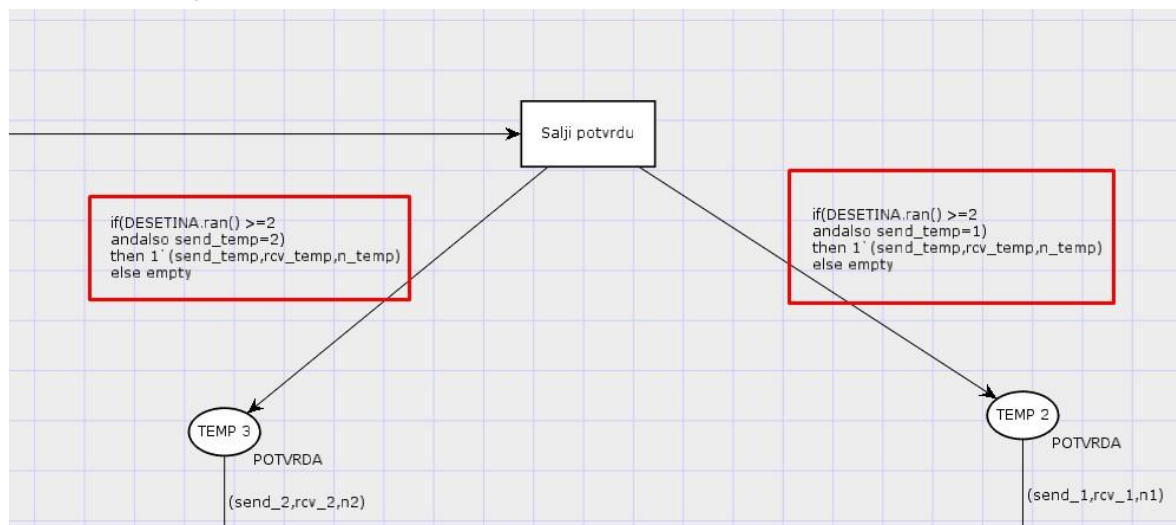 Salji potvrdu
if(DESETINA.ran() >=2
andalso send_temp=2)
then 1`(send_temp,rcv_temp,n_temp)
else empty
if(DESETINA.ran() >=2
andalso send_temp=1)
then 1`(send_temp,rcv_temp,n_temp)
else empty
TEMP 3
POTVRDA
(send_2,rcv_2,n2)
TEMP 2
POTVRDA
(send_1,rcv_1,n1)